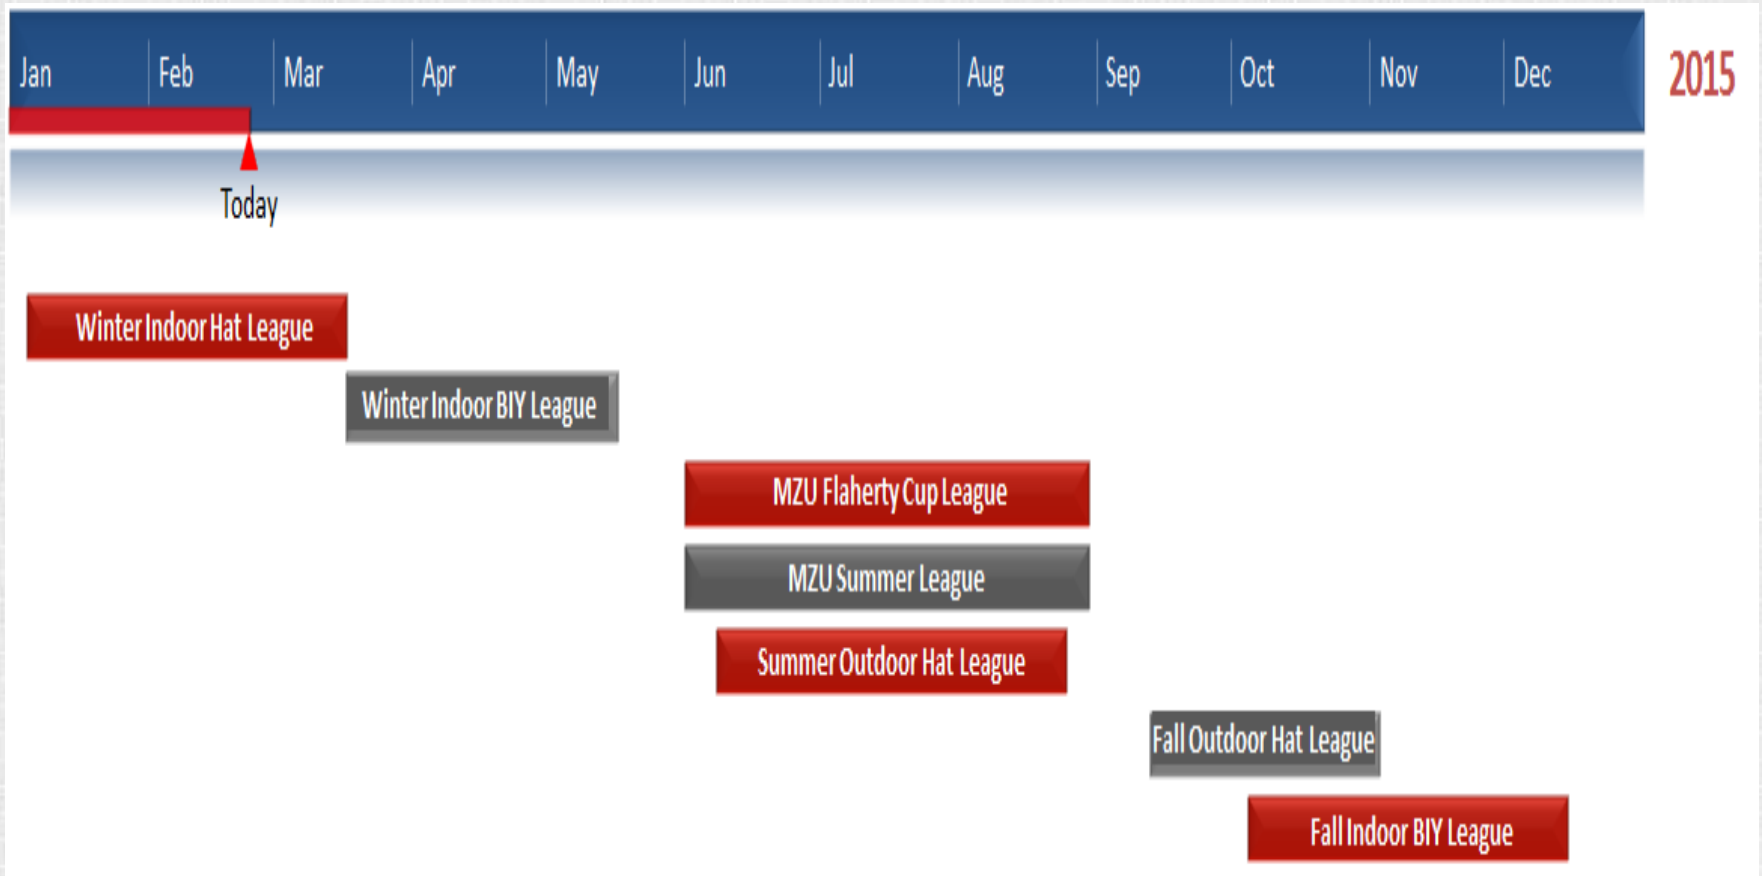 Jan Feb Mar Apr May Jun Jul Aug Sep Oct Nov Dec 2015
Today
Winter Indoor Hat League
Winter Indoor BIY League
MZU Flaherty Cup League
MZU Summer League
Summer Outdoor Hat League
Fall Outdoor Hat League
Fall Indoor BIY League